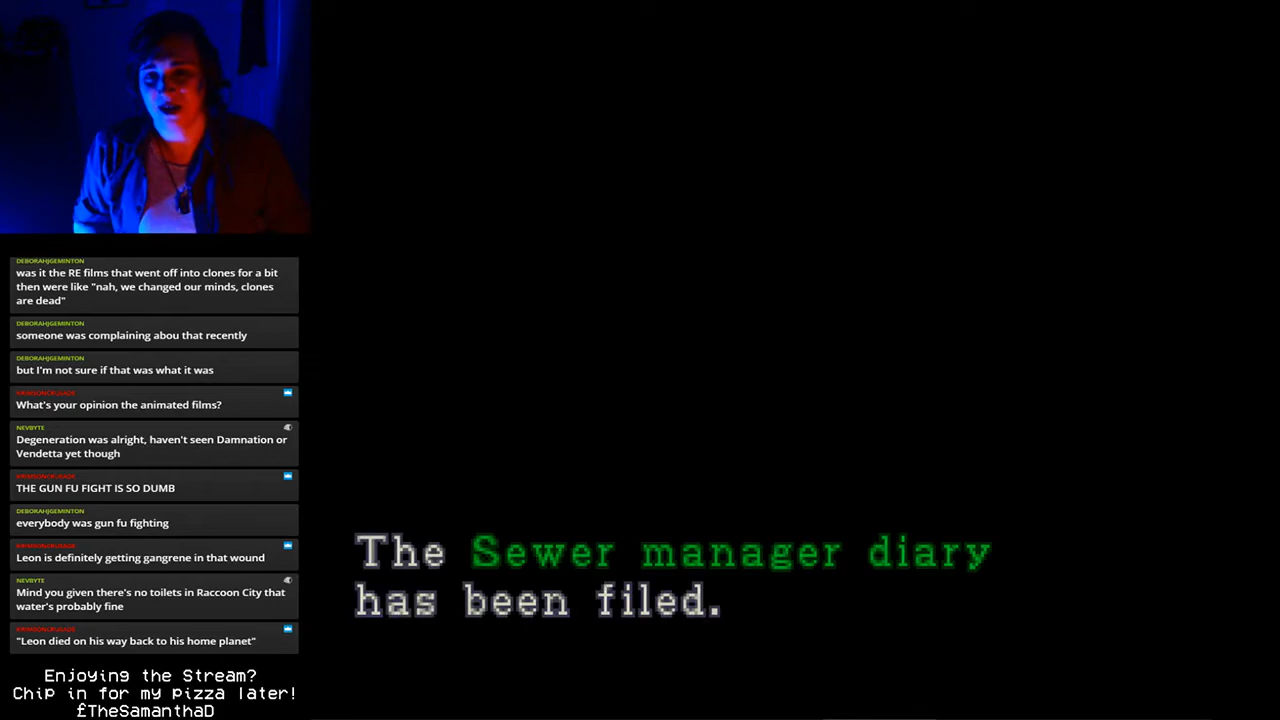 DEBORAHJGEMINTON
was it the RE films that went off into clones for a bit
then were like "nah, we changed our minds, clones
are dead"
DEBORAHJGEMINTON
someone was complaining abou that recently
DEBORAHJGEMINTON
but I'm not sure if that was what it was
What's your opinion the animated films?
NEVBYTE
Degeneration was alright, haven't seen Damnation or
Vendetta yet though
THE GUN FU FIGHT IS SO DUMB
DEBORAHJGEMINTON
everybody was gun fu fighting
Leon is definitely getting gangrene in that wound
NEVBYTE
Mind you given there's no toilets in Raccoon City that
water's probably fine
"Leon died on his way back to his home planet"
Enjoying the Stream?
Chip in for my pizza later!
£TheSamanthaD
The Sewer manager diary
has been filed.